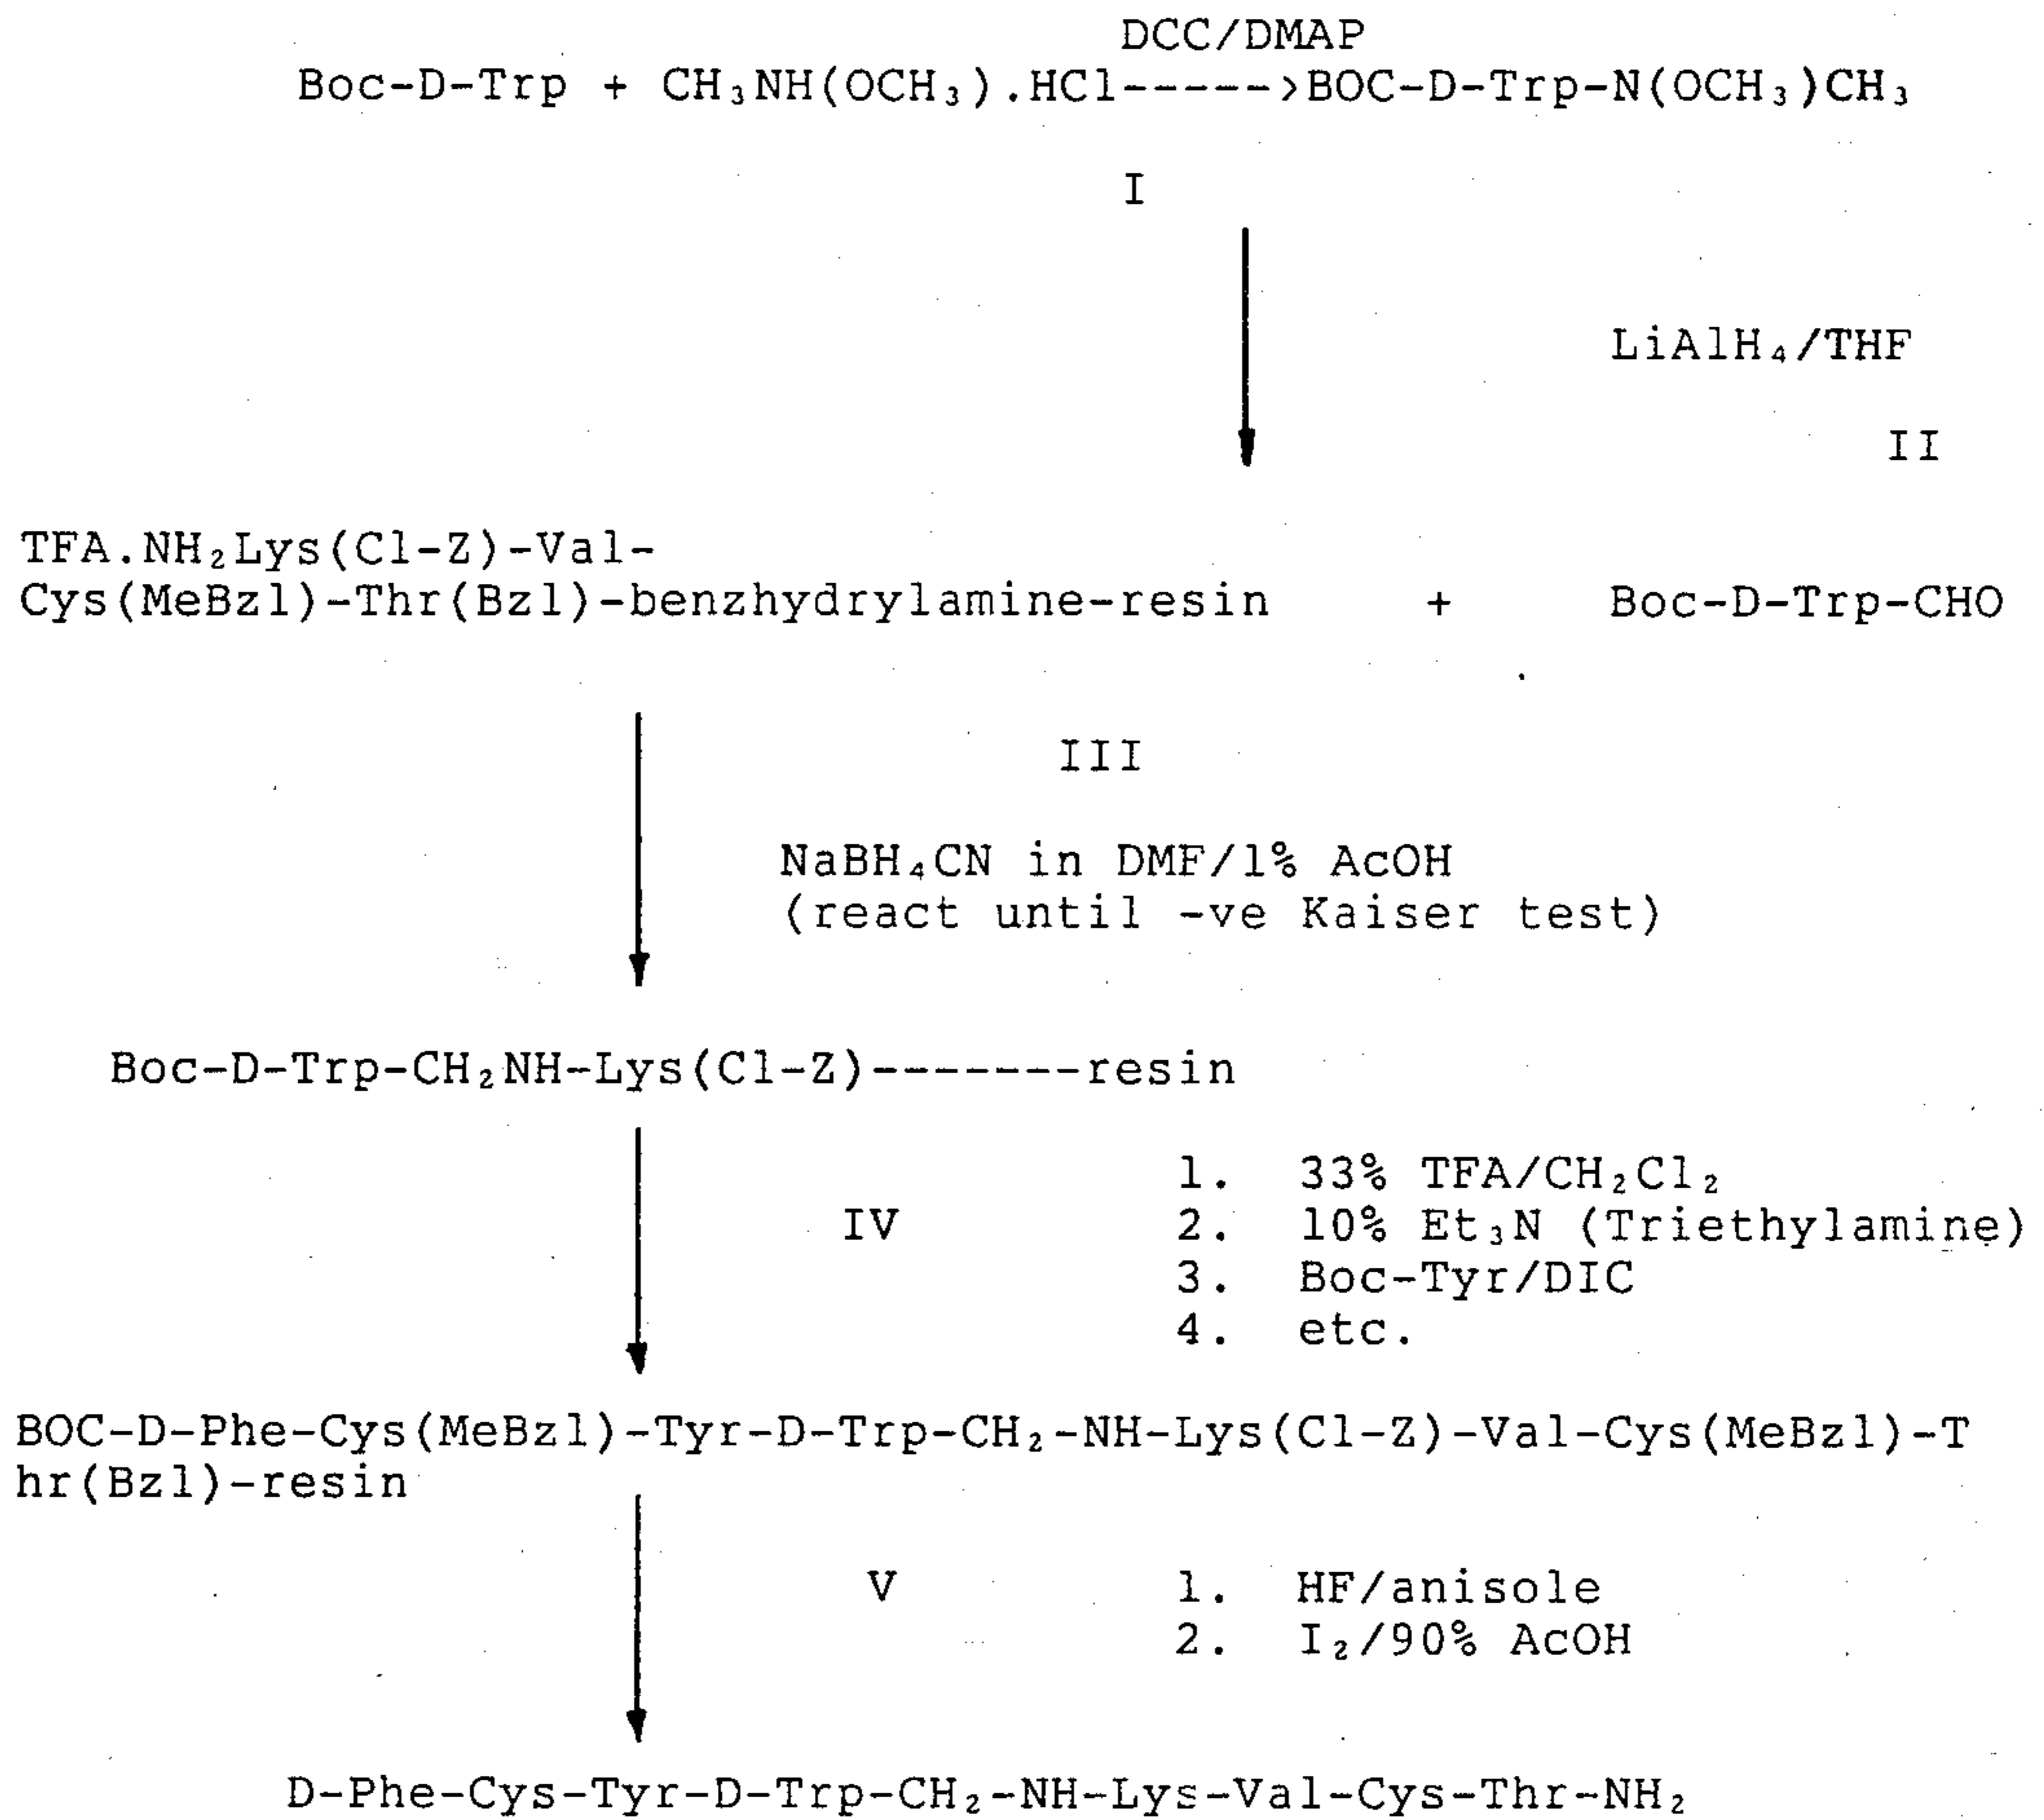 DCC/DMAP
Boc-D-Trp + CH₃NH(OCH₃).HCl----->BOC-D-Trp-N(OCH₃)CH₃
I
LiAlH₄/THF
II
TFA.NH₂Lys(Cl-Z)-Val-
Cys(MeBzl)-Thr(Bzl)-benzhydrylamine-resin + Boc-D-Trp-CHO
III
NaBH₄CN in DMF/1% AcOH
(react until -ve Kaiser test)
Boc-D-Trp-CH₂NH-Lys(Cl-Z)-------resin
1. 33% TFA/CH₂Cl₂
IV 2. 10% Et₃N (Triethylamine)
3. Boc-Tyr/DIC
4. etc.
BOC-D-Phe-Cys(MeBzl)-Tyr-D-Trp-CH₂-NH-Lys(Cl-Z)-Val-Cys(MeBzl)-T
hr(Bzl)-resin
V 1. HF/anisole
2. I₂/90% AcOH
D-Phe-Cys-Tyr-D-Trp-CH₂-NH-Lys-Val-Cys-Thr-NH₂